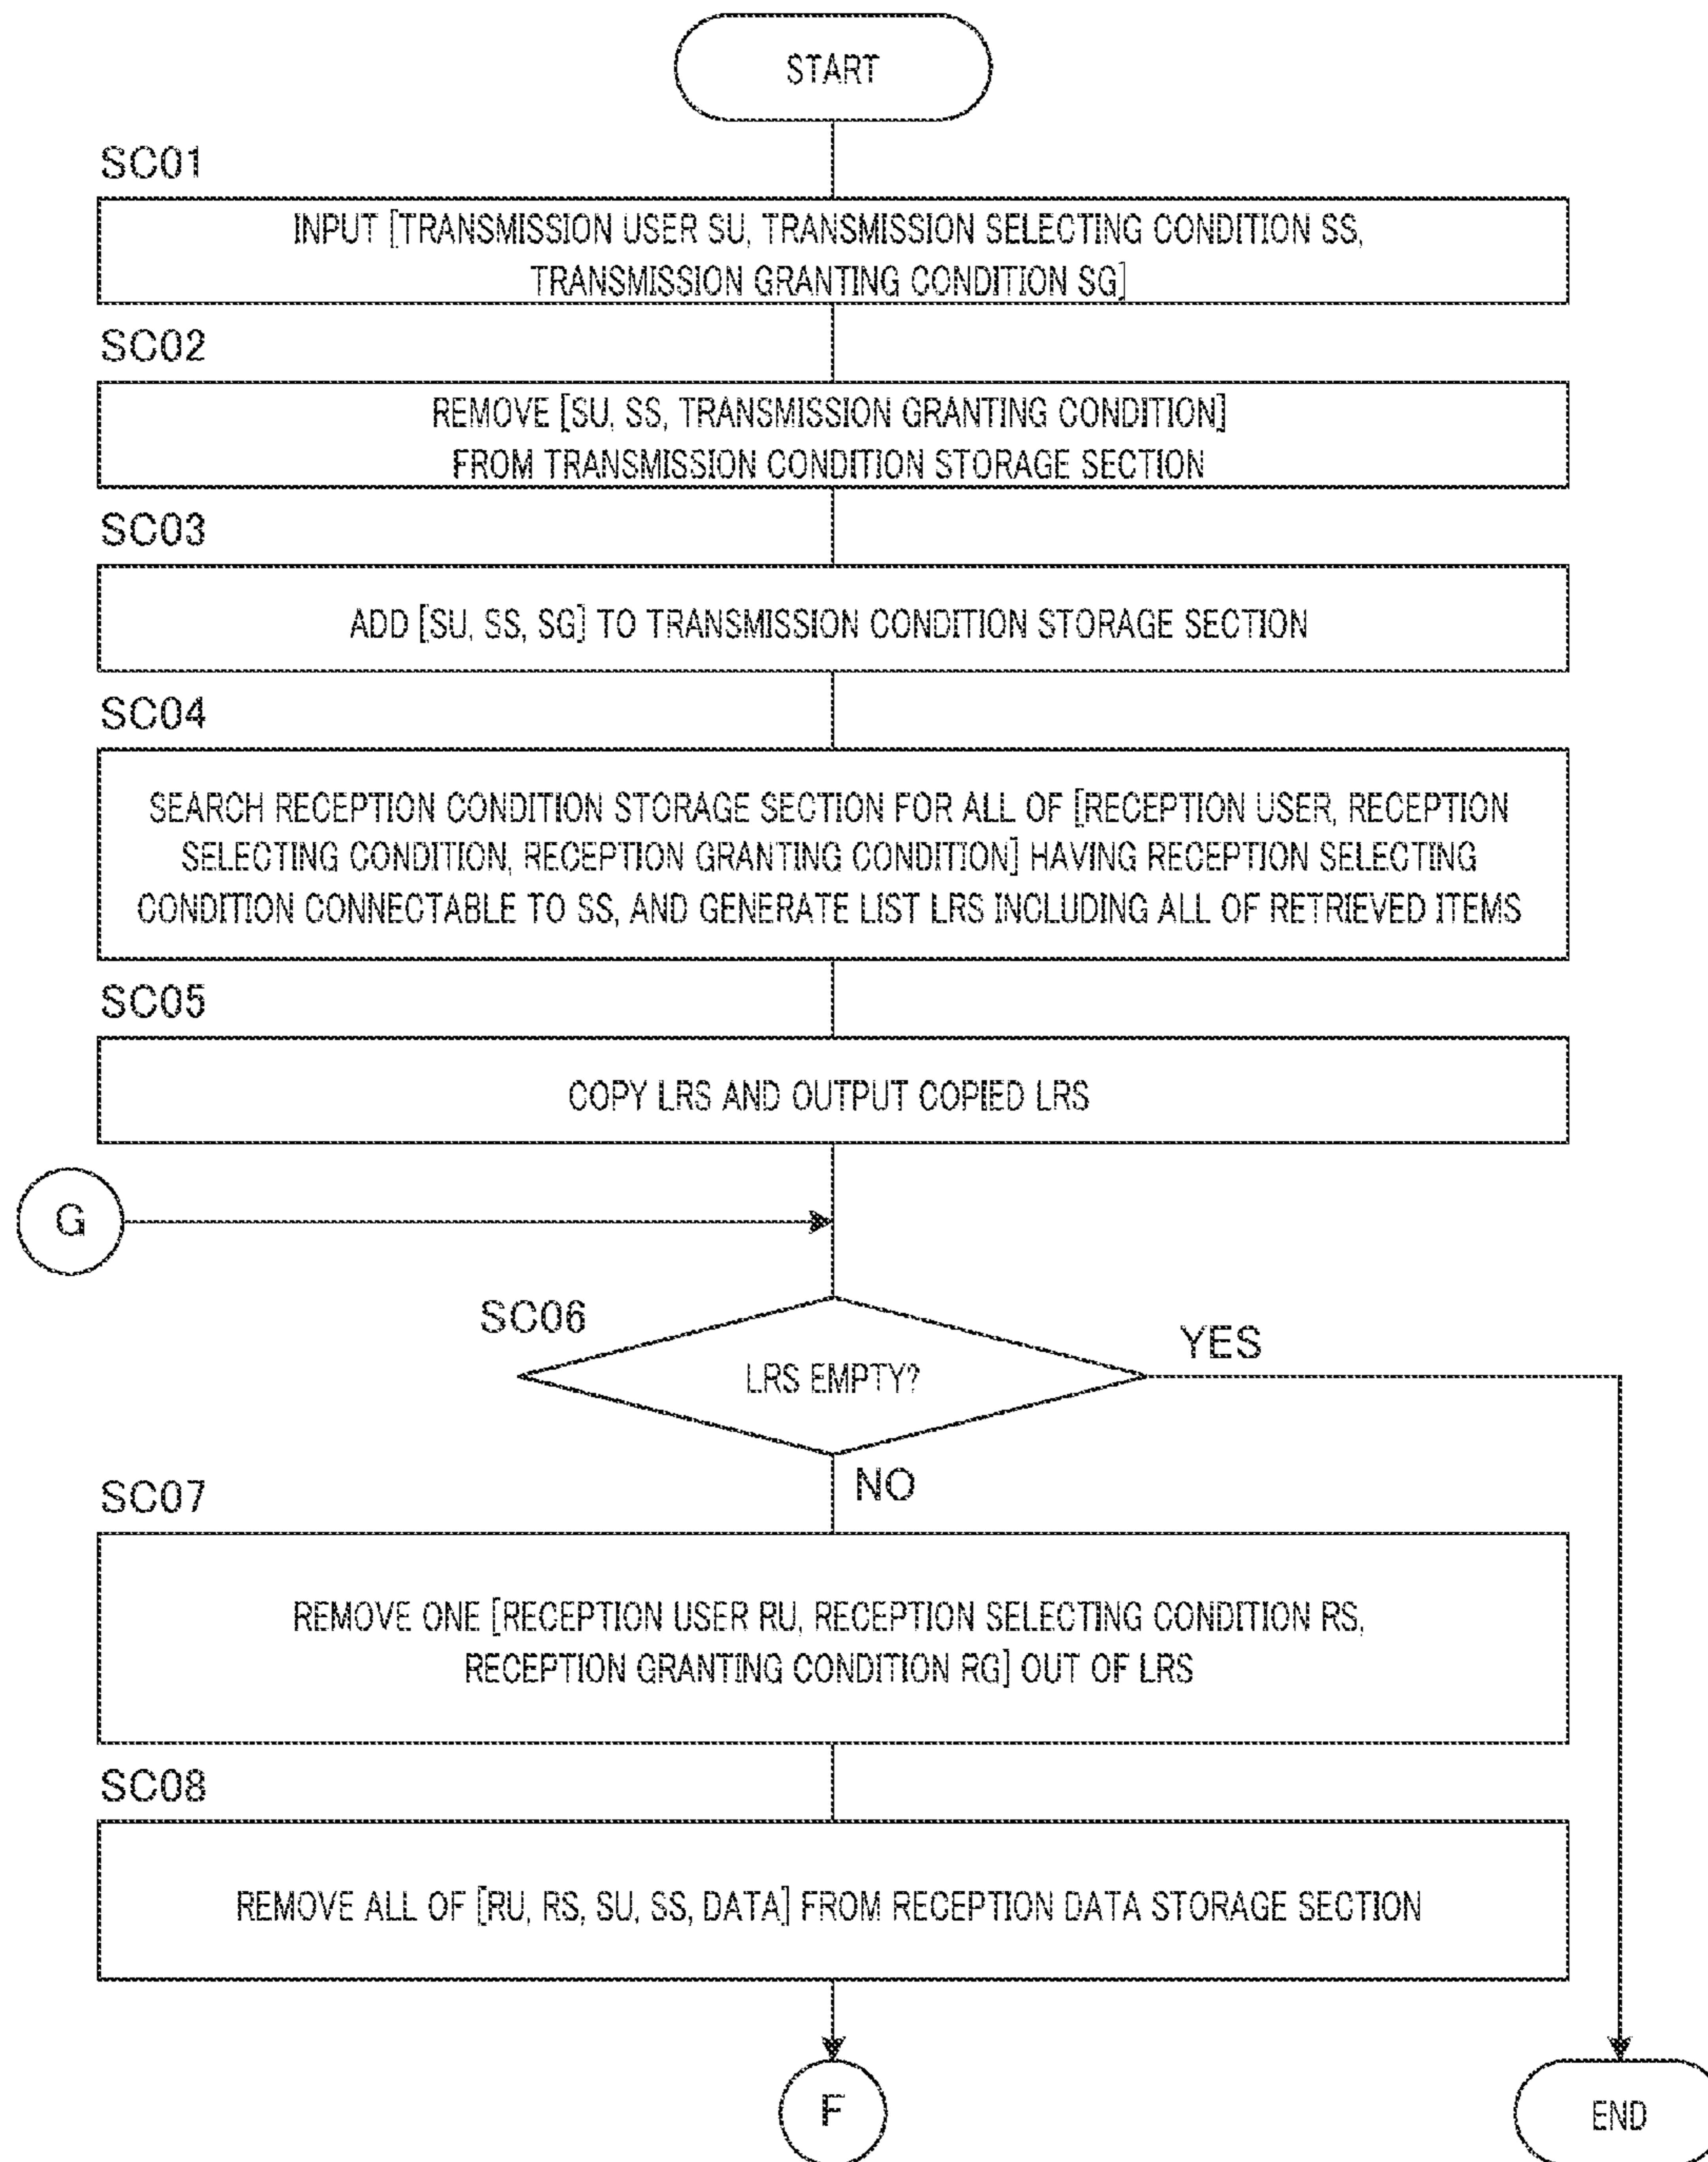 START
SC01
INPUT [TRANSMISSION USER SU, TRANSMISSION SELECTING CONDITION SS,
TRANSMISSION GRANTING CONDITION SG]
SC02
REMOVE [SU, SS, TRANSMISSION GRANTING CONDITION]
FROM TRANSMISSION CONDITION STORAGE SECTION
SC03
ADD [SU, SS, SG] TO TRANSMISSION CONDITION STORAGE SECTION
SC04
SEARCH RECEPTION CONDITION STORAGE SECTION FOR ALL OF [RECEPTION USER, RECEPTION
SELECTING CONDITION, RECEPTION GRANTING CONDITION] HAVING RECEPTION SELECTING
CONDITION CONNECTABLE TO SS, AND GENERATE LIST LRS INCLUDING ALL OF RETRIEVED ITEMS
SC05
COPY LRS AND OUTPUT COPIED LRS
G
SC06
LRS EMPTY?
YES
NO
SC07
REMOVE ONE [RECEPTION USER RU, RECEPTION SELECTING CONDITION RS,
RECEPTION GRANTING CONDITION RG] OUT OF LRS
SC08
REMOVE ALL OF [RU, RS, SU, SS, DATA] FROM RECEPTION DATA STORAGE SECTION
F
END